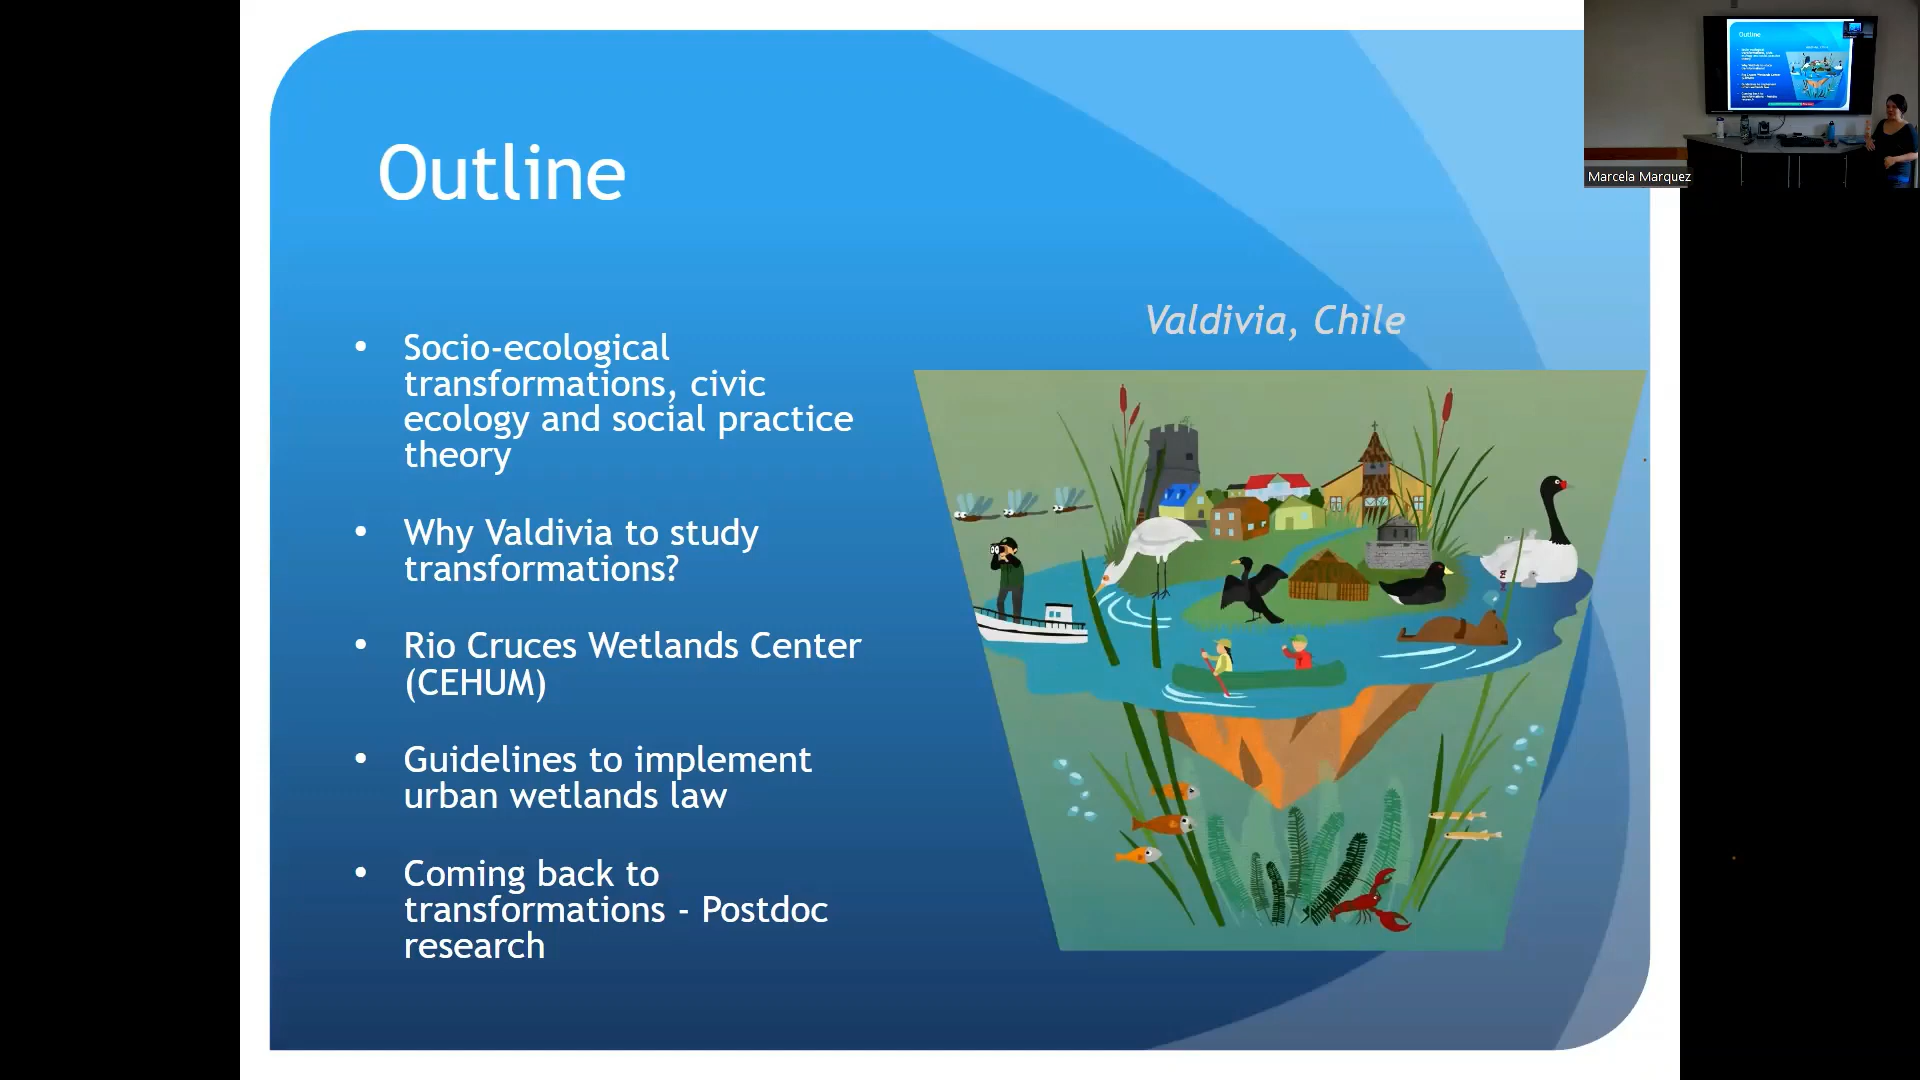 Outline
Socio-ecological
transformations, civic
ecology and social practice
theory
Why Valdivia to study
transformations?
Rio Cruces Wetlands Center
(CEHUM)
Guidelines to implement
urban wetlands law
Coming back to
transformations - Postdoc
research
Valdivia, Chile
Outline
Marcela Marquez